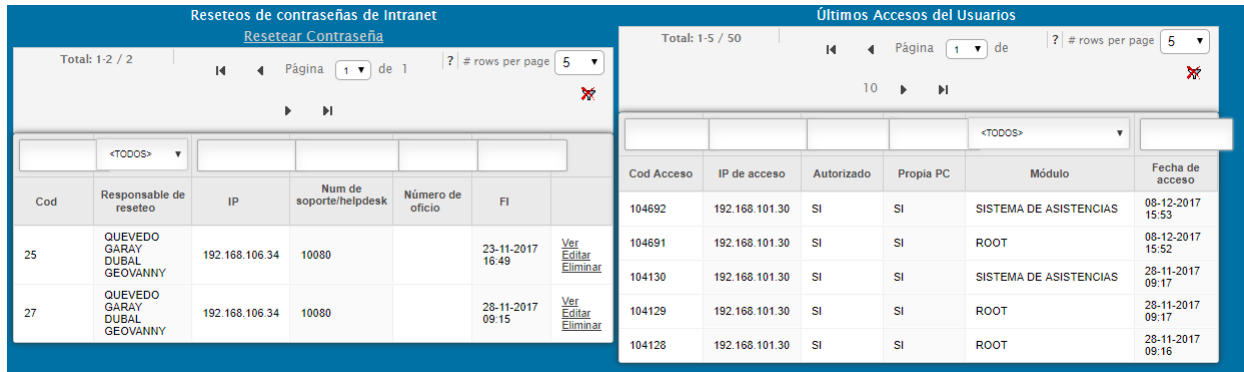 Reseteos de contraseñas de Intranet
Resetear Contraseña
Total: 1-2 / 2
Página 1 de 1
? # rows per page 5
<TODOS>
Cod Responsable de reseteo IP Num de soporte/helpdesk Número de oficio FI
25 QUEVEDO GARAY DUBAL GEOVANNY 192.168.106.34 10080 23-11-2017 16:49 Ver Editar Eliminar
27 QUEVEDO GARAY DUBAL GEOVANNY 192.168.106.34 10080 28-11-2017 09:15 Ver Editar Eliminar
Últimos Accesos del Usuarios
Total: 1-5 / 50
Página 1 de
10
? # rows per page 5
<TODOS>
Cod Acceso IP de acceso Autorizado Propia PC Módulo Fecha de acceso
104692 192.168.101.30 SI SI SISTEMA DE ASISTENCIAS 08-12-2017 15:53
104691 192.168.101.30 SI SI ROOT 08-12-2017 15:52
104130 192.168.101.30 SI SI SISTEMA DE ASISTENCIAS 28-11-2017 09:17
104129 192.168.101.30 SI SI ROOT 28-11-2017 09:17
104128 192.168.101.30 SI SI ROOT 28-11-2017 09:16